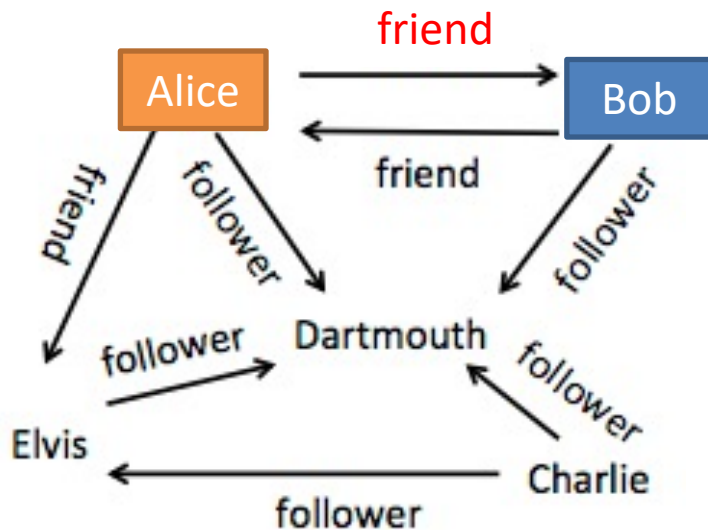 friend
Alice
Bob
friend
friend
follower
follower
follower
Dartmouth
follower
Elvis
Charlie
follower